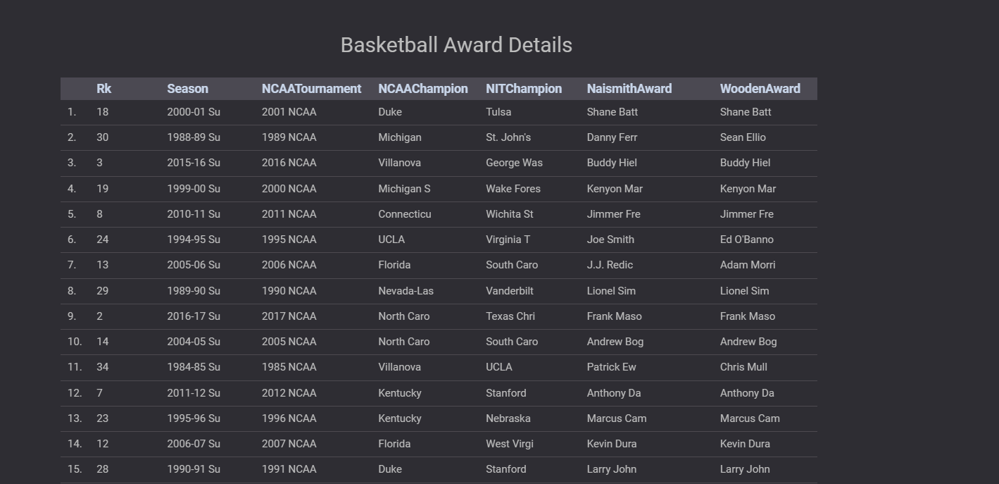 Basketball Award Details
Rk Season NCAATournament NCAAChampion NITChampion NaismithAward WoodenAward
1. 18 2000-01 Su 2001 NCAA Duke Tulsa Shane Batt Shane Batt
2. 30 1988-89 Su 1989 NCAA Michigan St. John's Danny Ferr Sean Ellio
3. 3 2015-16 Su 2016 NCAA Villanova George Was Buddy Hiel Buddy Hiel
4. 19 1999-00 Su 2000 NCAA Michigan S Wake Fores Kenyon Mar Kenyon Mar
5. 8 2010-11 Su 2011 NCAA Connecticu Wichita St Jimmer Fre Jimmer Fre
6. 24 1994-95 Su 1995 NCAA UCLA Virginia T Joe Smith Ed O'Banno
7. 13 2005-06 Su 2006 NCAA Florida South Caro J.J. Redic Adam Morri
8. 29 1989-90 Su 1990 NCAA Nevada-Las Vanderbilt Lionel Sim Lionel Sim
9. 2 2016-17 Su 2017 NCAA North Caro Texas Chri Frank Maso Frank Maso
10. 14 2004-05 Su 2005 NCAA North Caro South Caro Andrew Bog Andrew Bog
11. 34 1984-85 Su 1985 NCAA Villanova UCLA Patrick Ew Chris Mull
12. 7 2011-12 Su 2012 NCAA Kentucky Stanford Anthony Da Anthony Da
13. 23 1995-96 Su 1996 NCAA Kentucky Nebraska Marcus Cam Marcus Cam
14. 12 2006-07 Su 2007 NCAA Florida West Virgi Kevin Dura Kevin Dura
15. 28 1990-91 Su 1991 NCAA Duke Stanford Larry John Larry John